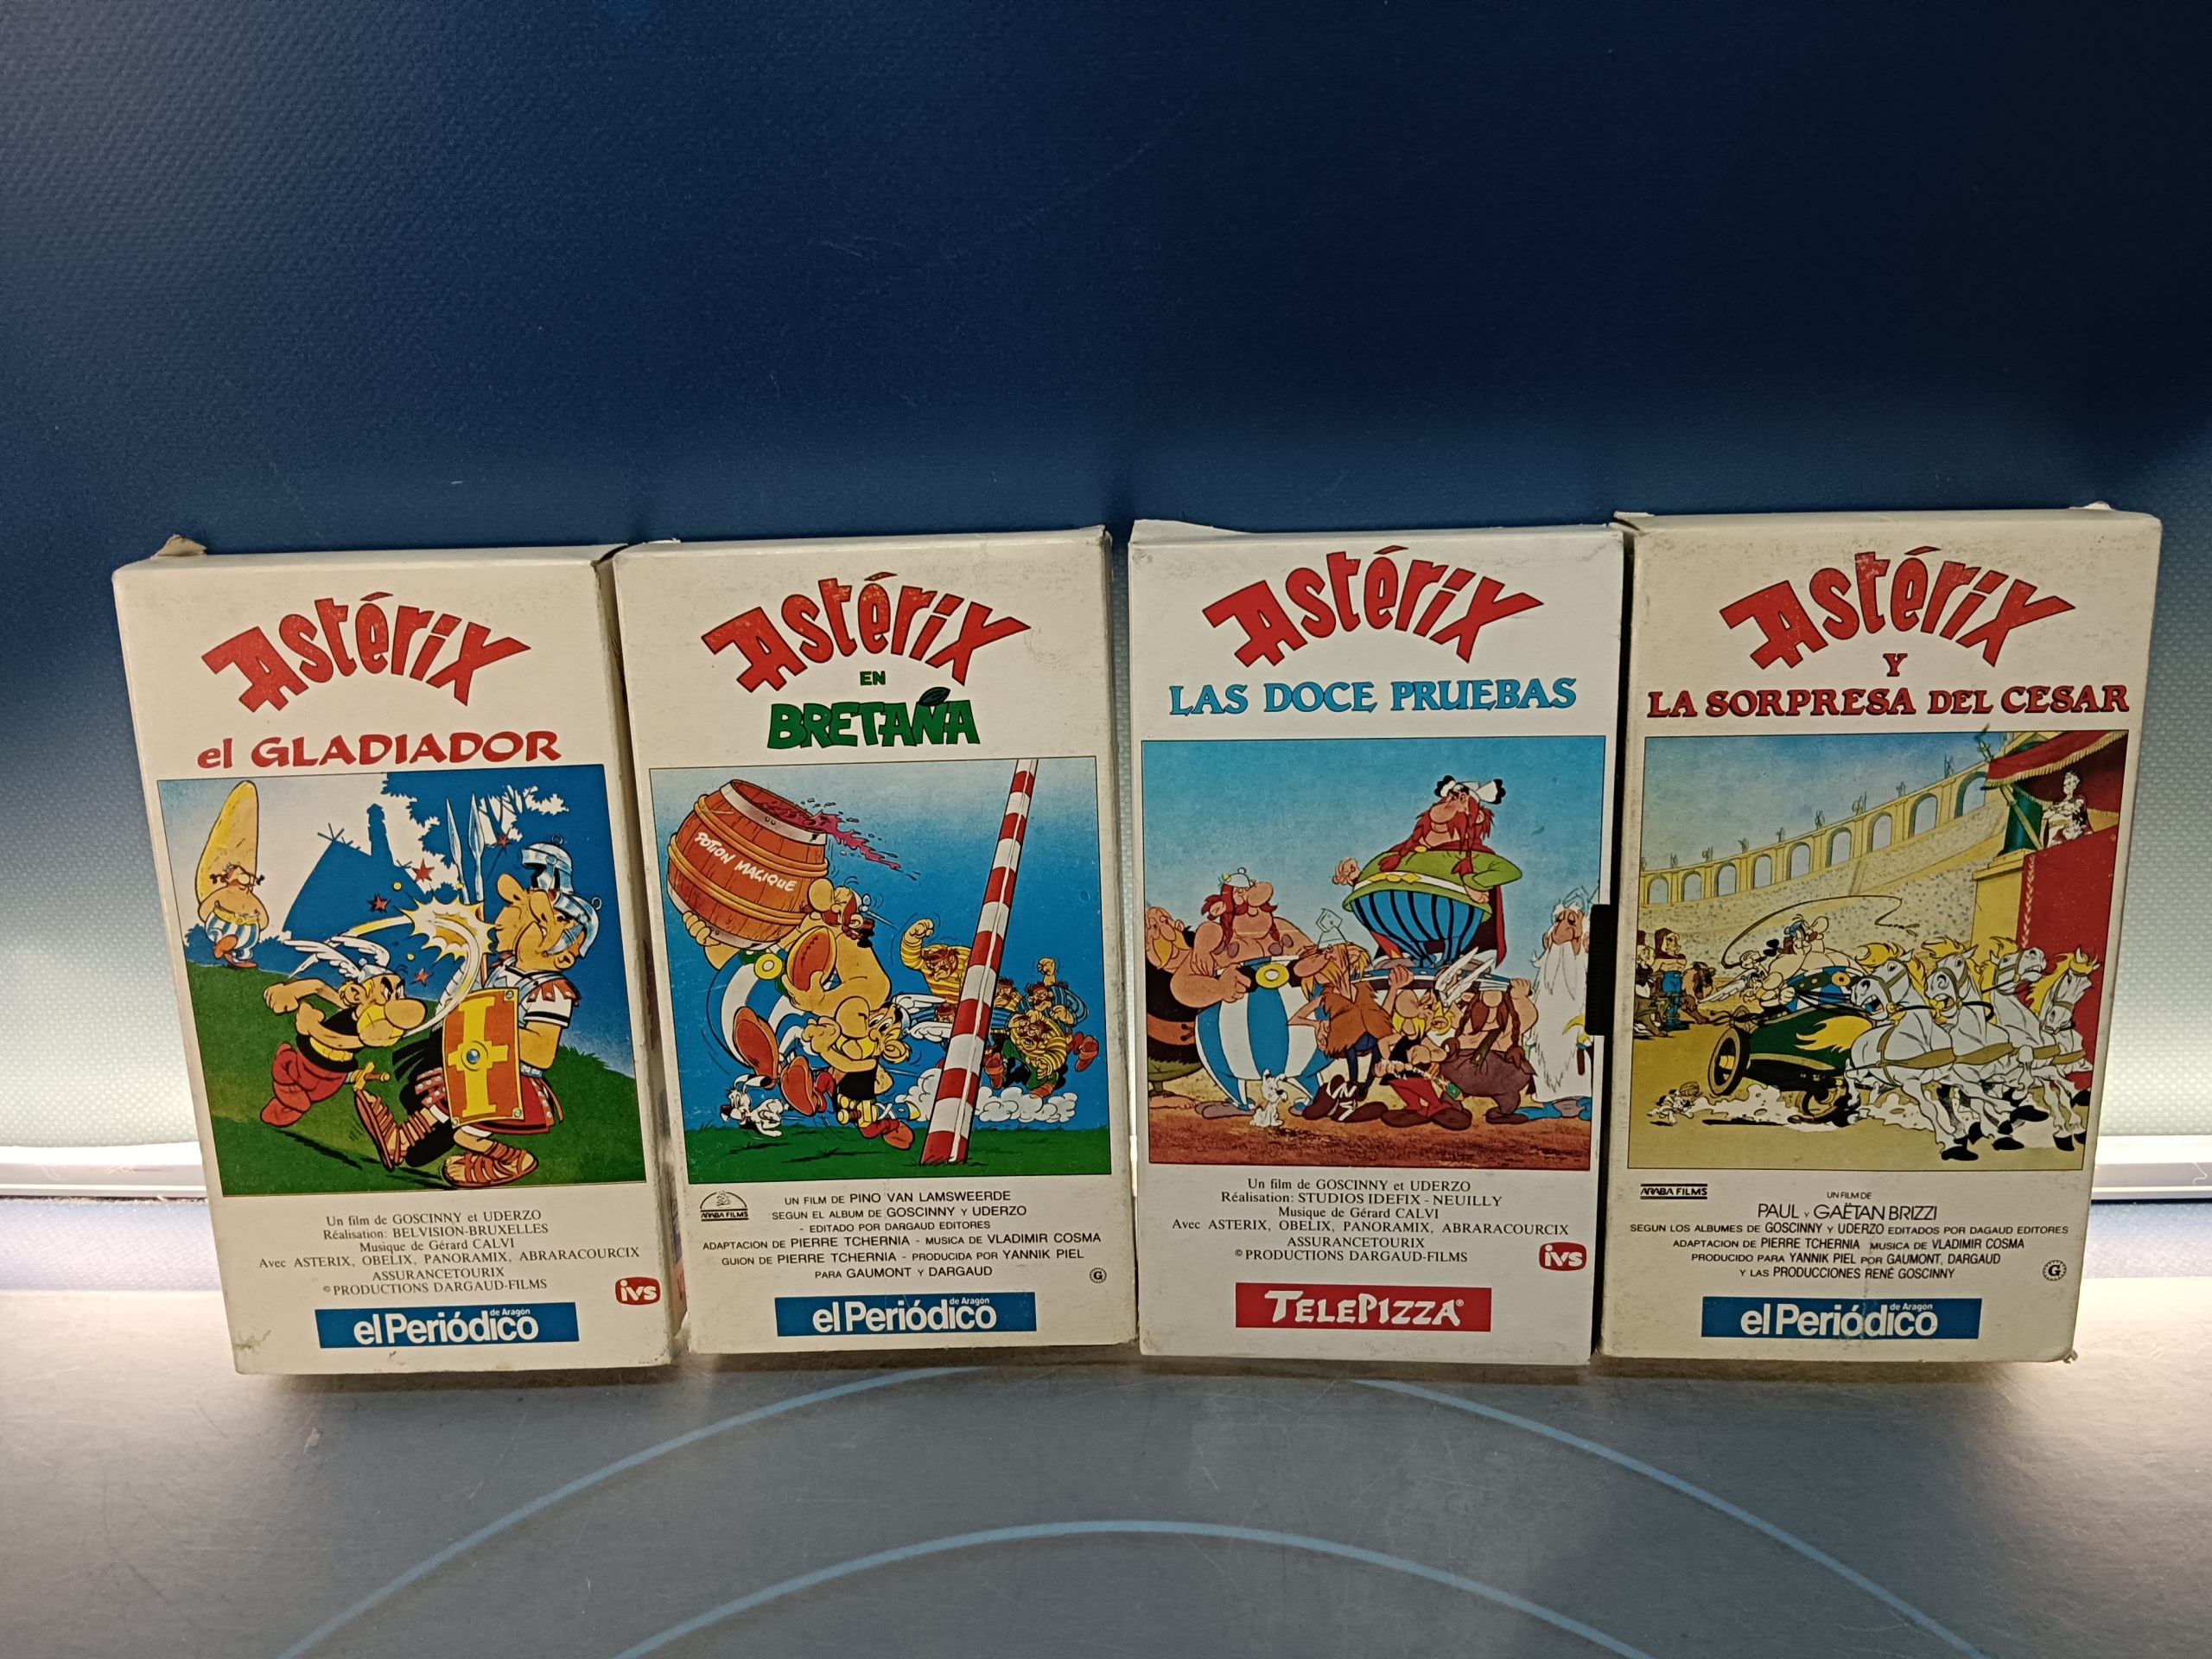 Astérix
el GLADIADOR
Un film de GOSCINNY et UDERZO
Réalisation: BELVISION-BRUXELLES
Musique de Gérard CALVI
Avec ASTERIX, OBELIX, PANORAMIX, ABRARACOURCIX
ASSURANCETOURIX
© PRODUCTIONS DARGAUD-FILMS
ivs
el Periódico de Aragón
Astérix
EN
BRETAÑA
POTION MAGIQUE
ARABA FILMS
UN FILM DE PINO VAN LAMSWEERDE
SEGUN EL ALBUM DE GOSCINNY Y UDERZO
- EDITADO POR DARGAUD EDITORES
ADAPTACION DE PIERRE TCHERNIA - MUSICA DE VLADIMIR COSMA
GUION DE PIERRE TCHERNIA - PRODUCIDA POR YANNIK PIEL
PARA GAUMONT Y DARGAUD
G
el Periódico de Aragón
Astérix
LAS DOCE PRUEBAS
Un film de GOSCINNY et UDERZO
Réalisation: STUDIOS IDEFIX - NEUILLY
Musique de Gérard CALVI
Avec ASTERIX, OBELIX, PANORAMIX, ABRARACOURCIX
ASSURANCETOURIX
© PRODUCTIONS DARGAUD-FILMS
ivs
TELEPIZZA®
Astérix
Y
LA SORPRESA DEL CESAR
ARABA FILMS
UN FILM DE
PAUL Y GAËTAN BRIZZI
SEGUN LOS ALBUMES DE GOSCINNY Y UDERZO EDITADOS POR DAGAUD EDITORES
ADAPTACION DE PIERRE TCHERNIA MUSICA DE VLADIMIR COSMA
PRODUCIDO PARA YANNIK PIEL POR GAUMONT, DARGAUD
Y LAS PRODUCCIONES RENÉ GOSCINNY
G
el Periódico de Aragón